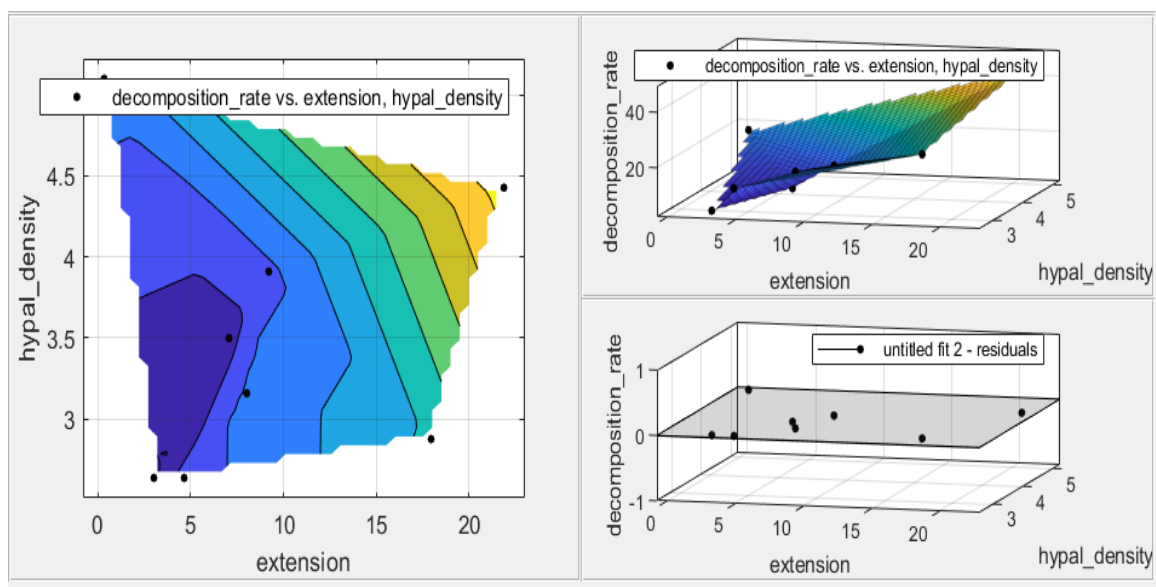 decomposition_rate vs. extension, hypal_density
4.5
4
3.5
3
hypal_density
0
5
10
15
20
extension
decomposition_rate vs. extension, hypal_density
decomposition_rate
40
20
0
5
10
15
20
extension
3
4
5
hypal_density
untitled fit 2 - residuals
decomposition_rate
1
0
-1
0
5
10
15
20
extension
3
4
5
hypal_density